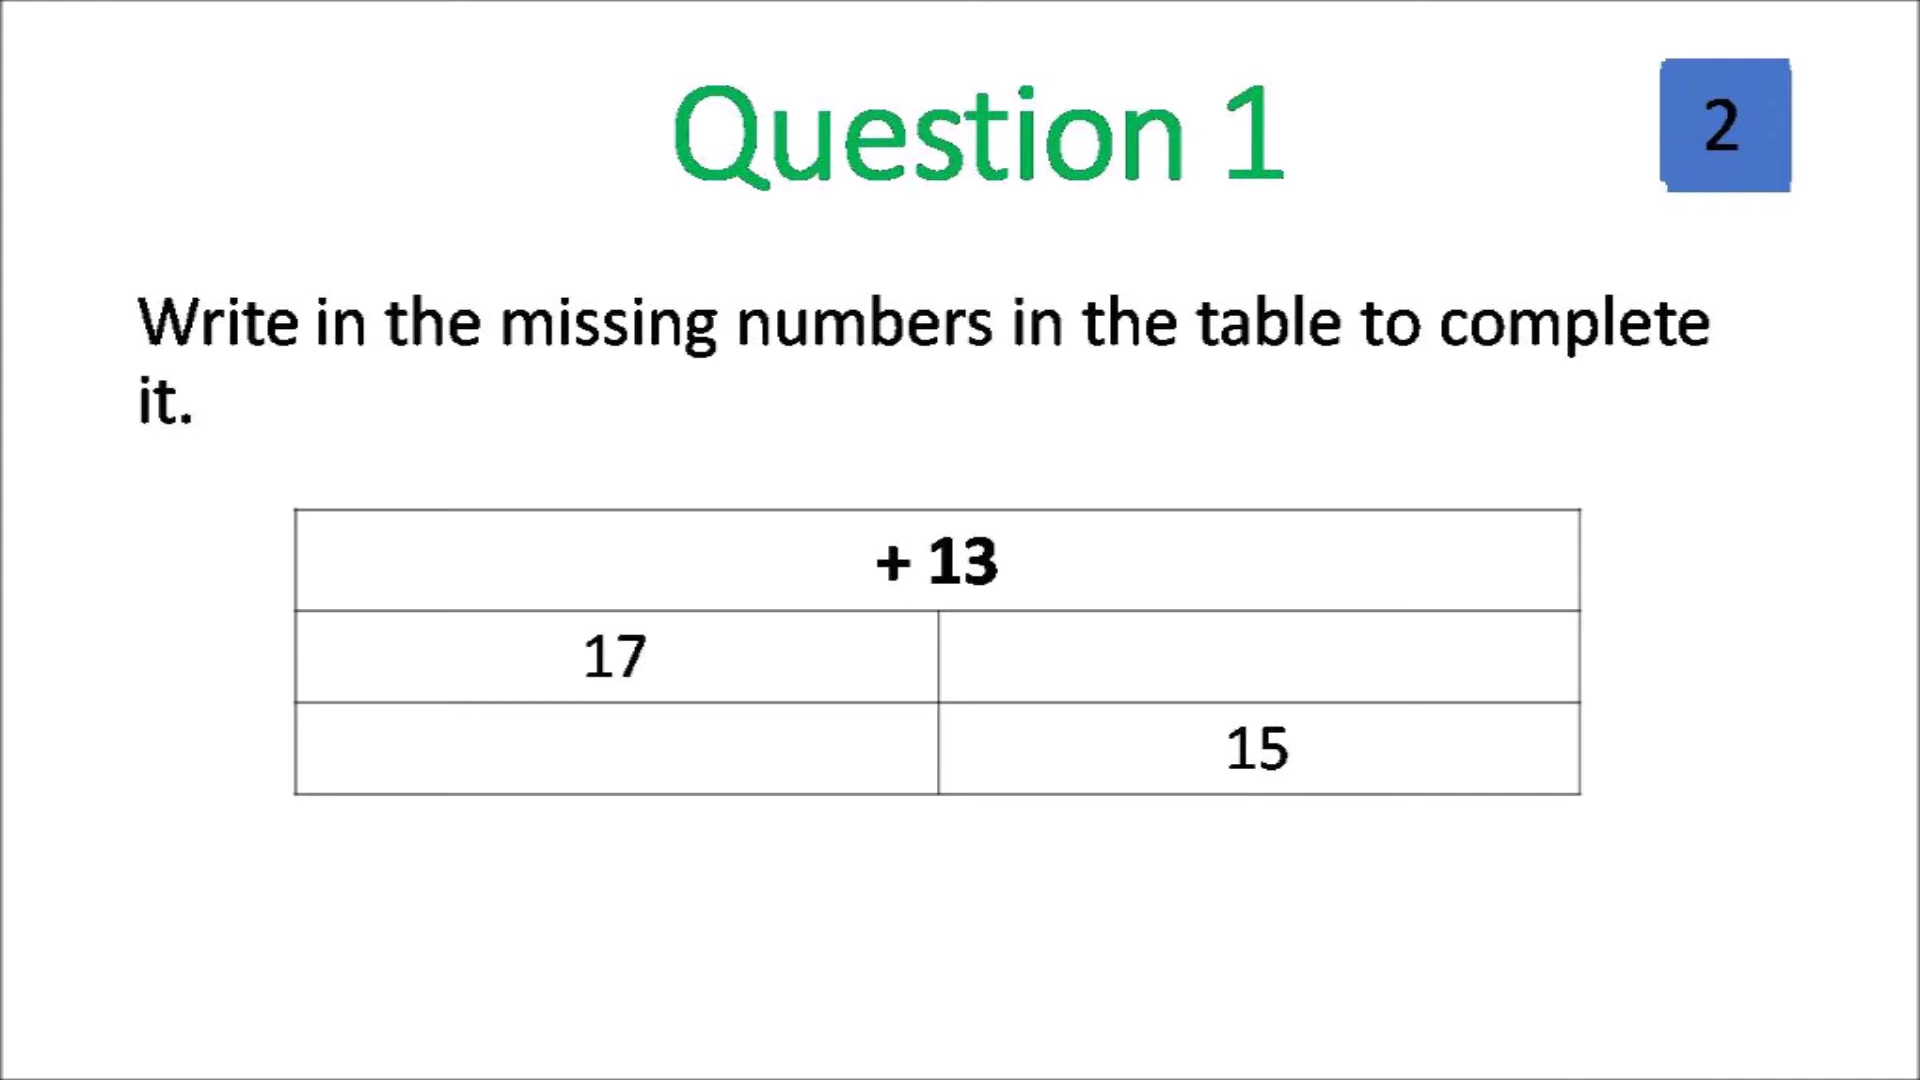 Question 1
2
Write in the missing numbers in the table to complete
it.
+ 13
17
15